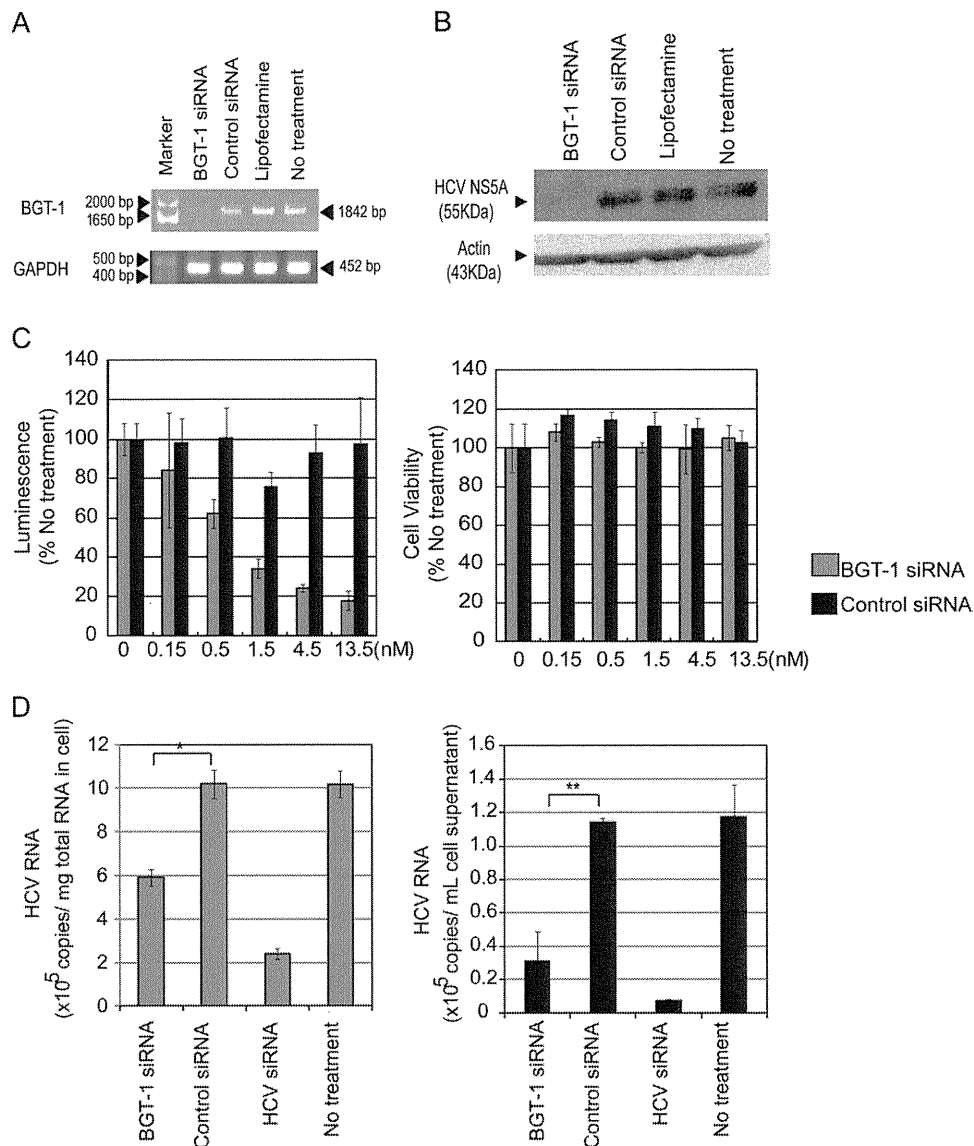 A
Marker
BGT-1 siRNA
Control siRNA
Lipofectamine
No treatment
BGT-1
2000 bp
1650 bp
1842 bp
GAPDH
500 bp
400 bp
452 bp
B
BGT-1 siRNA
Control siRNA
Lipofectamine
No treatment
HCV NS5A
(55KDa)
Actin
(43KDa)
C
Luminescence
(% No treatment)
140
120
100
80
60
40
20
0
0 0.15 0.5 1.5 4.5 13.5(nM)
Cell Viability
(% No treatment)
140
120
100
80
60
40
20
0
0 0.15 0.5 1.5 4.5 13.5(nM)
BGT-1 siRNA
Control siRNA
D
HCV RNA
(x10⁵ copies/ mg total RNA in cell)
12
10
8
6
4
2
0
*
BGT-1 siRNA
Control siRNA
HCV siRNA
No treatment
HCV RNA
(x10⁵ copies/ mL cell supernatant)
1.6
1.4
1.2
1.0
0.8
0.6
0.4
0.2
0
**
BGT-1 siRNA
Control siRNA
HCV siRNA
No treatment